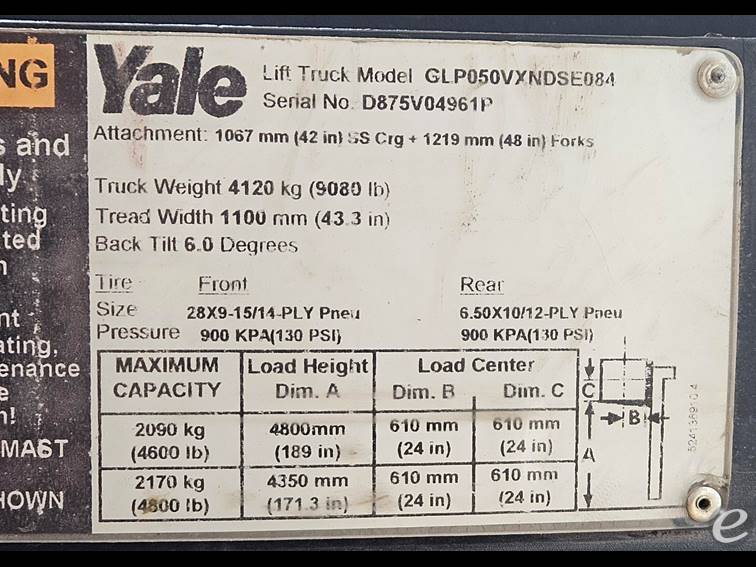 NG
s and
ly
ting
ted
n
nt
ating,
enance
e
n!
MAST
HOWN
Yale
Lift Truck Model GLP050VXNDSE084
Serial No. D875V04961P
Attachment: 1067 mm (42 in) SS Crg + 1219 mm (48 in) Forks
Truck Weight 4120 kg (9080 lb)
Tread Width 1100 mm (43.3 in)
Back Tilt 6.0 Degrees
Tire Front Rear
Size 28X9-15/14-PLY Pneu 6.50X10/12-PLY Pneu
Pressure 900 KPA(130 PSI) 900 KPA(130 PSI)
MAXIMUM CAPACITY Load Height Dim. A Load Center Dim. B Dim. C
2090 kg 4800mm 610 mm 610 mm
(4600 lb) (189 in) (24 in) (24 in)
2170 kg 4350 mm 610 mm 610 mm
(4800 lb) (171.3 in) (24 in) (24 in)
C
B
A
e